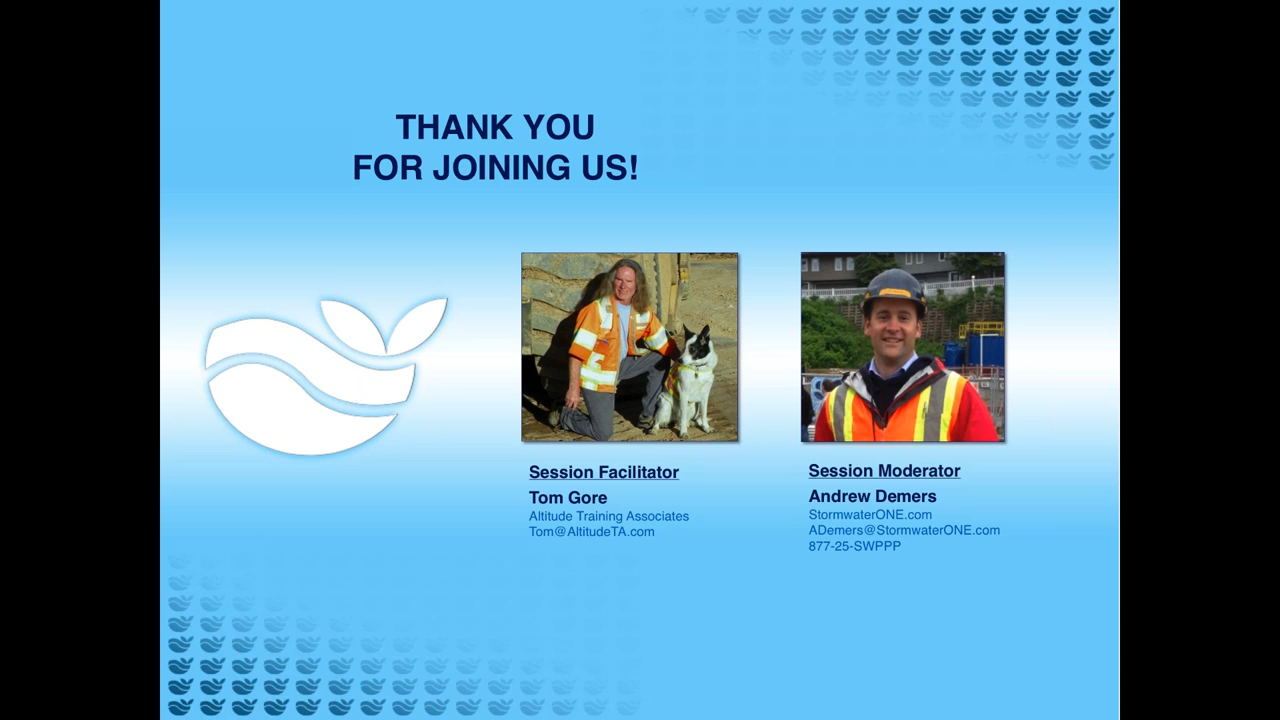 THANK YOU
FOR JOINING US!
Session Facilitator
Tom Gore
Altitude Training Associates
Tom@AltitudeTA.com
Session Moderator
Andrew Demers
StormwaterONE.com
ADemers@StormwaterONE.com
877-25-SWPPP